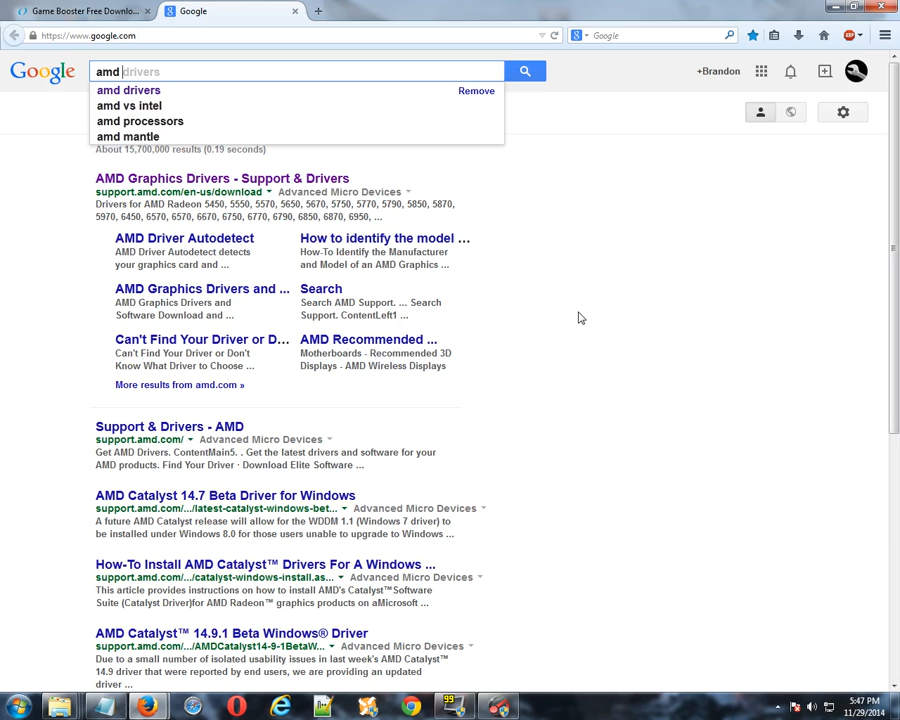 Game Booster Free Downlo...
Google
https://www.google.com
Google
Google
amd drivers
+Brandon
amd drivers
Remove
amd vs intel
amd processors
amd mantle
About 15,700,000 results (0.19 seconds)
AMD Graphics Drivers - Support & Drivers
support.amd.com/en-us/download Advanced Micro Devices
Drivers for AMD Radeon 5450, 5550, 5570, 5650, 5670, 5750, 5770, 5790, 5850, 5870,
5970, 6450, 6570, 6570, 6670, 6750, 6770, 6790, 6850, 6870, 6950, ...
AMD Driver Autodetect
AMD Driver Autodetect detects
your graphics card and ...
How to identify the model ...
How-To Identify the Manufacturer
and Model of an AMD Graphics ...
AMD Graphics Drivers and ...
AMD Graphics Drivers and
Software Download and ...
Search
Search AMD Support. ... Search
Support. ContentLeft1 ...
Can't Find Your Driver or D...
Can't Find Your Driver or Don't
Know What Driver to Choose ...
AMD Recommended ...
Motherboards - Recommended 3D
Displays - AMD Wireless Displays
More results from amd.com »
Support & Drivers - AMD
support.amd.com/ Advanced Micro Devices
Get AMD Drivers. ContentMain5. . Get the latest drivers and software for your
AMD products. Find Your Driver · Download Elite Software ...
AMD Catalyst 14.7 Beta Driver for Windows
support.amd.com/.../latest-catalyst-windows-bet... Advanced Micro Devices
A future AMD Catalyst release will allow for the WDDM 1.1 (Windows 7 driver) to
be installed under Windows 8.0 for those users unable to upgrade to Windows ...
How-To Install AMD Catalyst™ Drivers For A Windows ...
support.amd.com/.../catalyst-windows-install.as... Advanced Micro Devices
This article provides instructions on how to install AMD's Catalyst™Software
Suite (Catalyst Driver)for AMD Radeon™ graphics products on aMicrosoft ...
AMD Catalyst™ 14.9.1 Beta Windows® Driver
support.amd.com/.../AMDCatalyst14-9-1BetaW... Advanced Micro Devices
Due to a small number of isolated usability issues in last week's AMD Catalyst™
14.9 driver that were reported by end users, we are providing an updated
driver ...
99
5:47 PM
11/29/2014